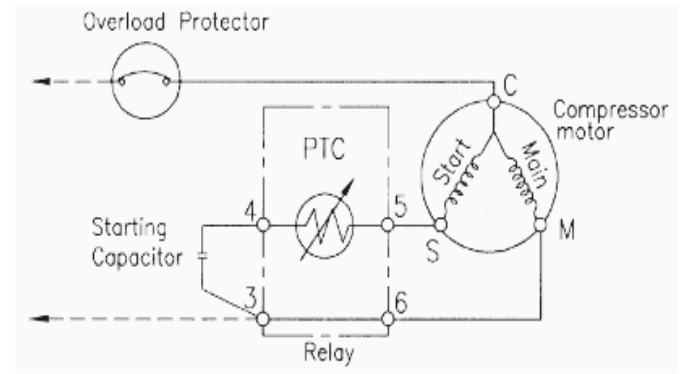 Overload Protector
C
Compressor
motor
PTC
Start
Main
4
5
Starting
Capacitor
S
M
3
6
Relay